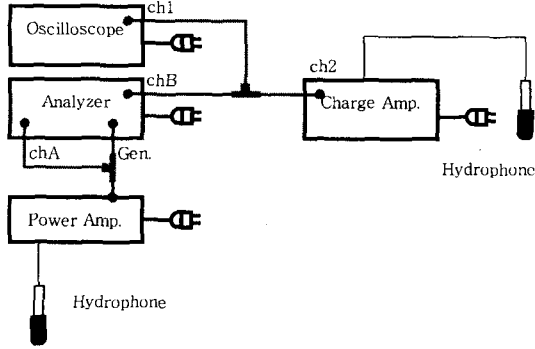 ch1
Oscilloscope
chB
ch2
Analyzer
Charge Amp.
chA
Gen.
Hydrophone
Power Amp.
Hydrophone